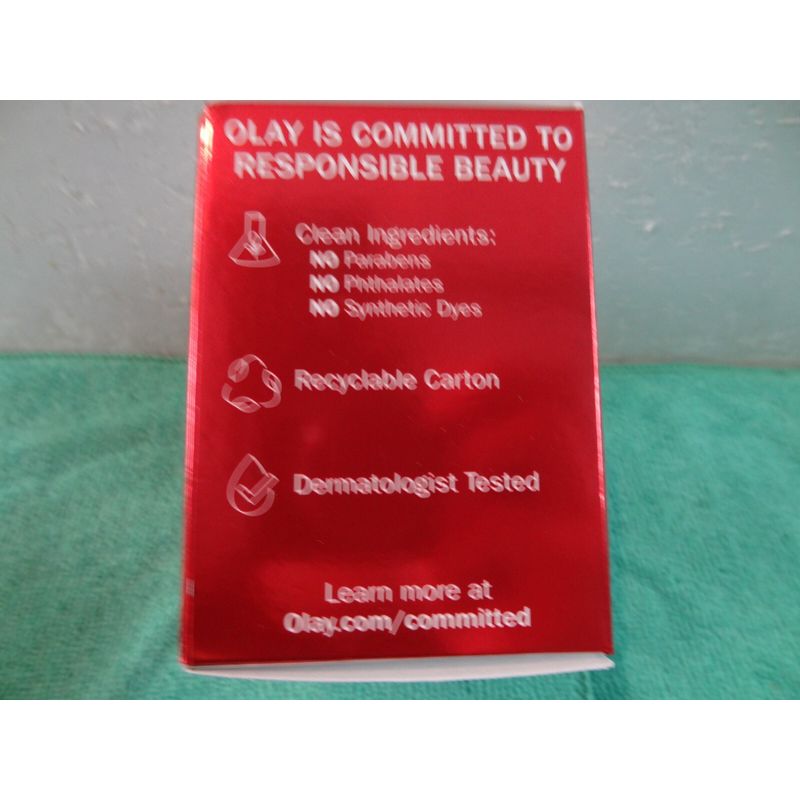 OLAY IS COMMITTED TO
RESPONSIBLE BEAUTY
Clean Ingredients:
NO Parabens
NO Phthalates
NO Synthetic Dyes
Recyclable Carton
Dermatologist Tested
Learn more at
Olay.com/committed